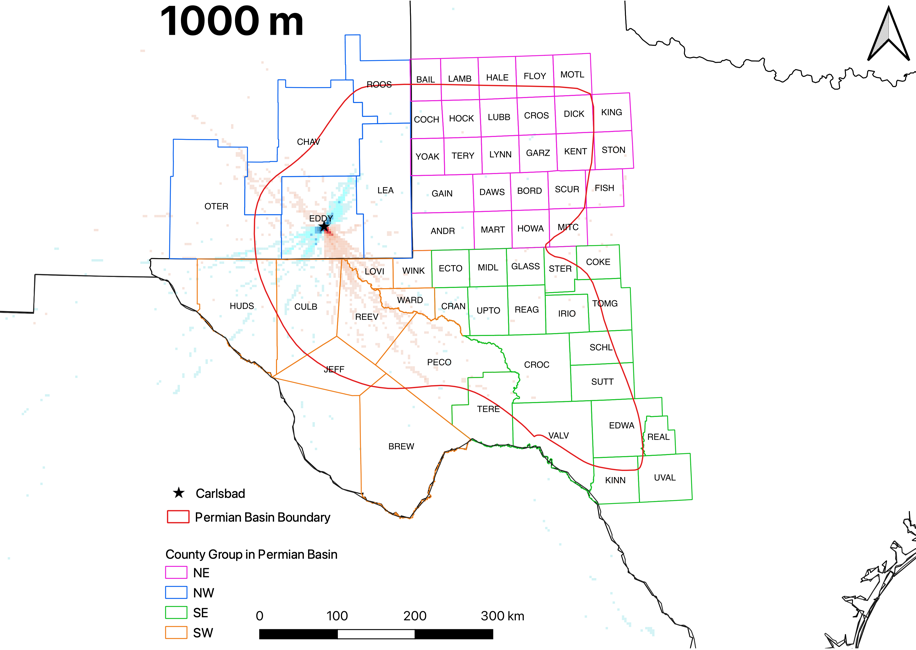 1000 m
ROOS
BAIL LAMB HALE FLOY MOTL
COCH HOCK LUBB CROS DICK KING
CHAV
YOAK TERY LYNN GARZ KENT STON
OTER
EDDY
LEA
GAIN DAWS BORD SCUR FISH
ANDR MART HOWA MITC
LOVI WINK ECTO MIDL GLASS STER COKE
HUDS CULB REEV WARD CRAN UPTO REAG IRIO TOMG
JEFF PECO CROC SCHL
SUTT
TERE
BREW VALV EDWA REAL
KINN UVAL
Carlsbad
Permian Basin Boundary
County Group in Permian Basin
NE
NW
SE
SW
0 100 200 300 km